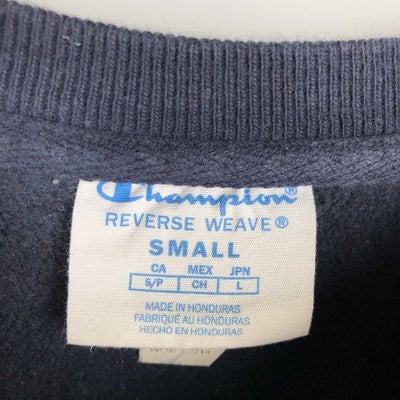 Champion®
REVERSE WEAVE®
SMALL
CA MEX JPN
S/P CH L
MADE IN HONDURAS
FABRIQUÉ AU HONDURAS
HECHO EN HONDURAS